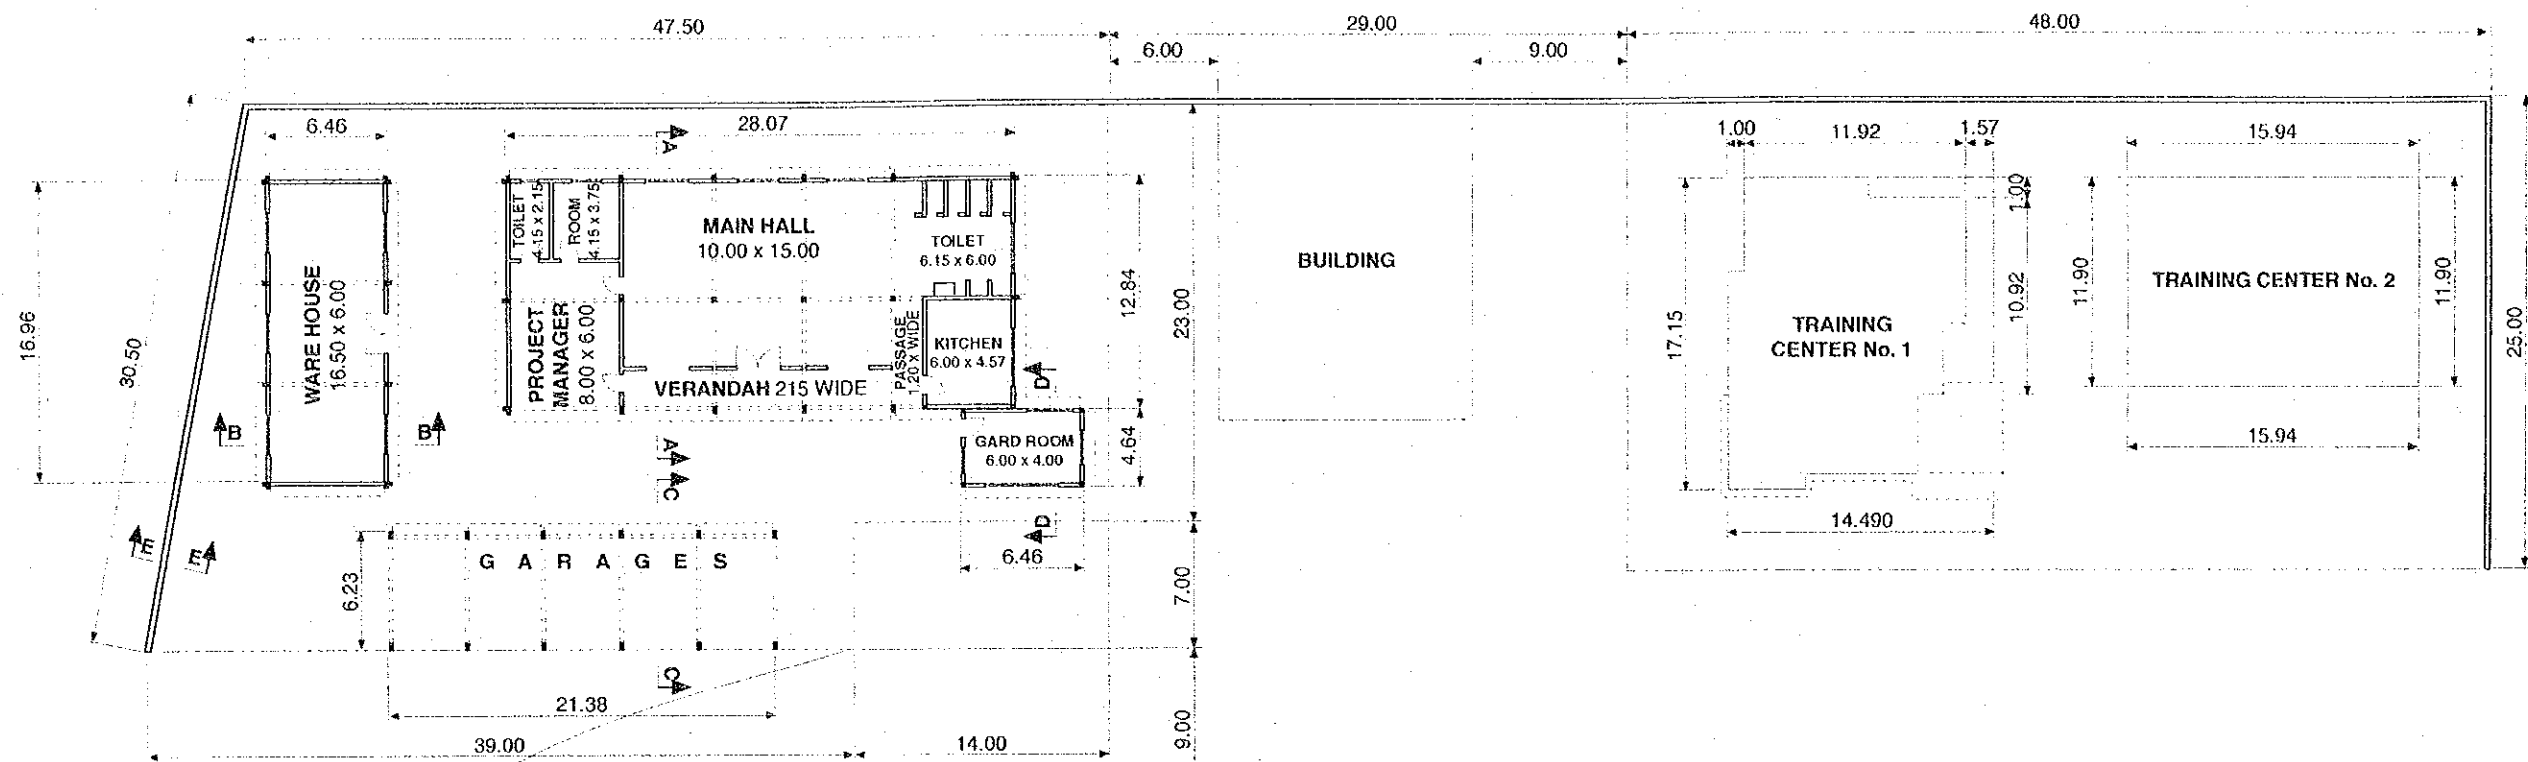 47.50
29.00
48.00
6.00
9.00
6.46
28.07
1.00
11.92
1.57
15.94
A
TOILET
4.15 x 2.15
ROOM
4.15 x 3.75
MAIN HALL
10.00 x 15.00
TOILET
6.15 x 6.00
BUILDING
1.00
10.92
11.90
TRAINING CENTER No. 2
11.90
25.00
16.96
30.50
WARE HOUSE
16.50 x 6.00
PROJECT
MANAGER
8.00 x 6.00
PASSAGE
1.20 x WIDE
KITCHEN
6.00 x 4.57
12.84
23.00
17.15
TRAINING
CENTER No. 1
VERANDAH 215 WIDE
D
B
B
A
GARD ROOM
6.00 x 4.00
4.64
15.94
C
E
E
D
14.490
GARAGES
6.46
6.23
7.00
C
21.38
39.00
14.00
9.00